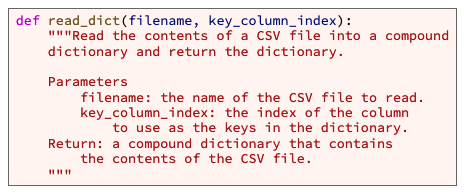 def read_dict(filename, key_column_index):
    """Read the contents of a CSV file into a compound
    dictionary and return the dictionary.

    Parameters
        filename: the name of the CSV file to read.
        key_column_index: the index of the column
            to use as the keys in the dictionary.
    Return: a compound dictionary that contains
        the contents of the CSV file.
    """